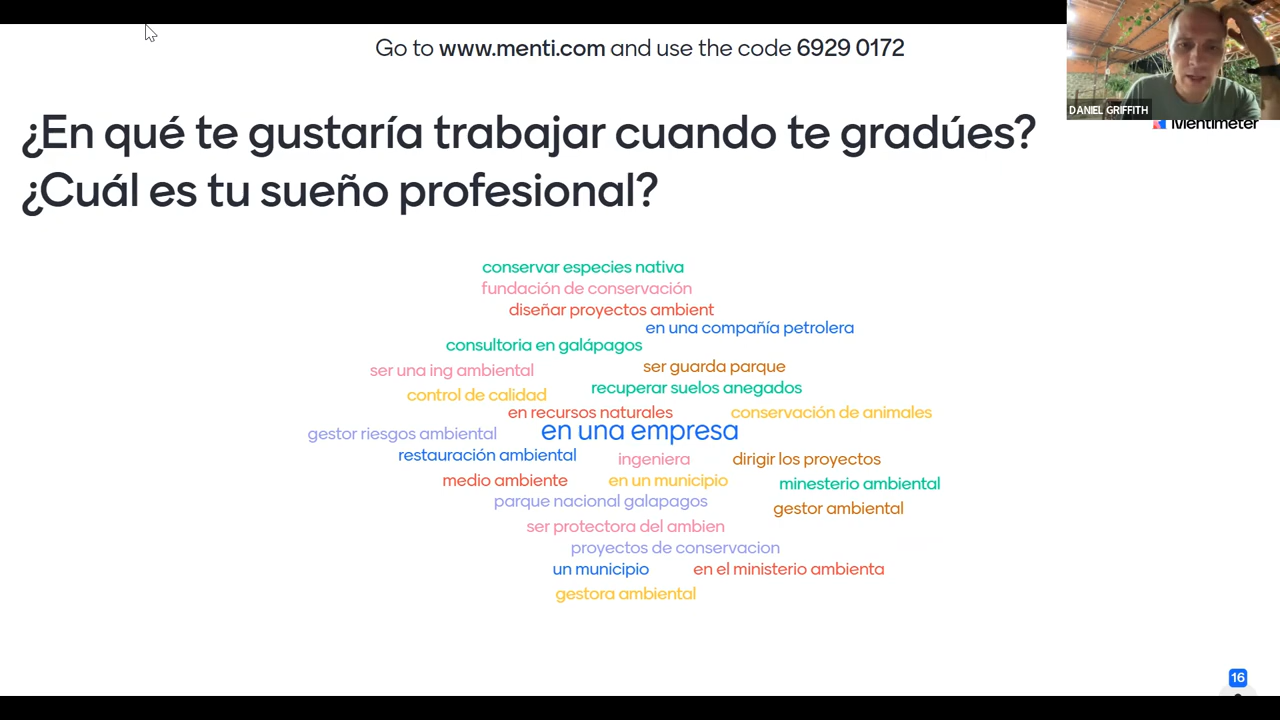 Go to www.menti.com and use the code 6929 0172
DANIEL GRIFFITH
Mentimeter
¿En qué te gustaría trabajar cuando te gradúes?
¿Cuál es tu sueño profesional?
conservar especies nativa
fundación de conservación
diseñar proyectos ambient
en una compañía petrolera
consultoria en galápagos
ser una ing ambiental
ser guarda parque
control de calidad
recuperar suelos anegados
en recursos naturales
conservación de animales
gestor riesgos ambiental
en una empresa
restauración ambiental
ingeniera
dirigir los proyectos
medio ambiente
en un municipio
minesterio ambiental
parque nacional galapagos
gestor ambiental
ser protectora del ambien
proyectos de conservacion
un municipio
en el ministerio ambienta
gestora ambiental
16